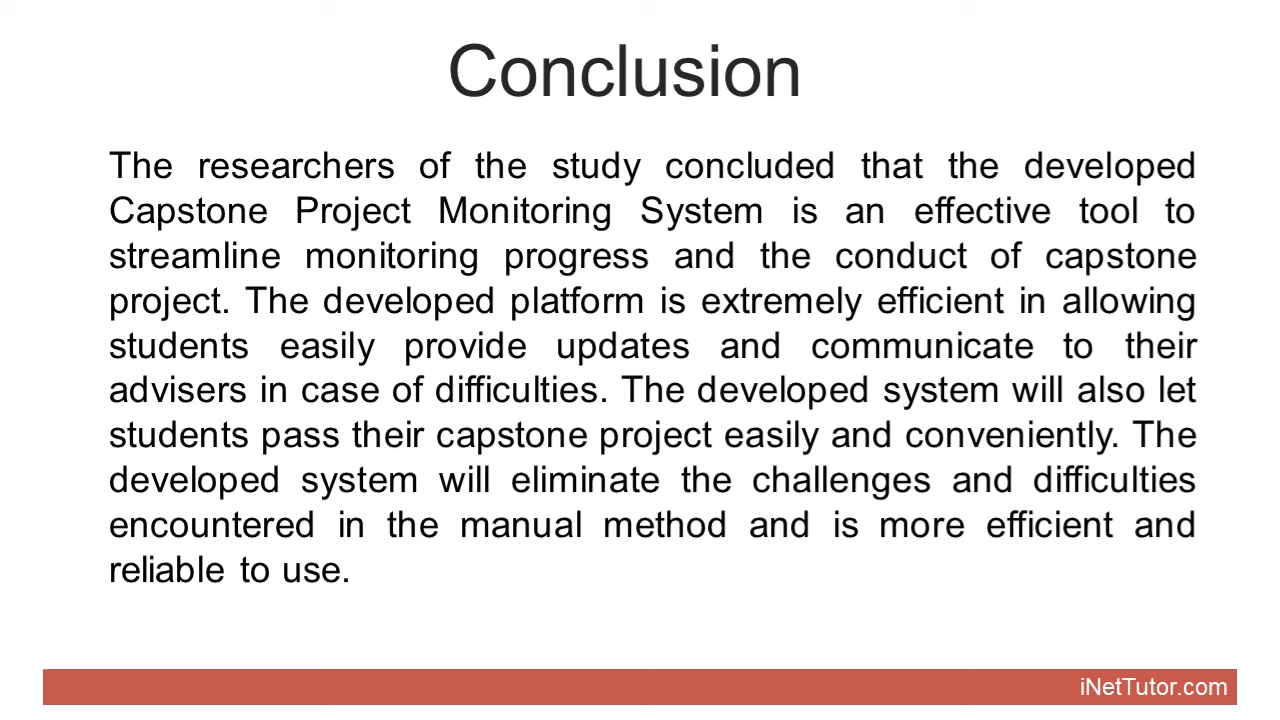 Conclusion
The researchers of the study concluded that the developed
Capstone Project Monitoring System is an effective tool to
streamline monitoring progress and the conduct of capstone
project. The developed platform is extremely efficient in allowing
students easily provide updates and communicate to their
advisers in case of difficulties. The developed system will also let
students pass their capstone project easily and conveniently. The
developed system will eliminate the challenges and difficulties
encountered in the manual method and is more efficient and
reliable to use.
iNetTutor.com